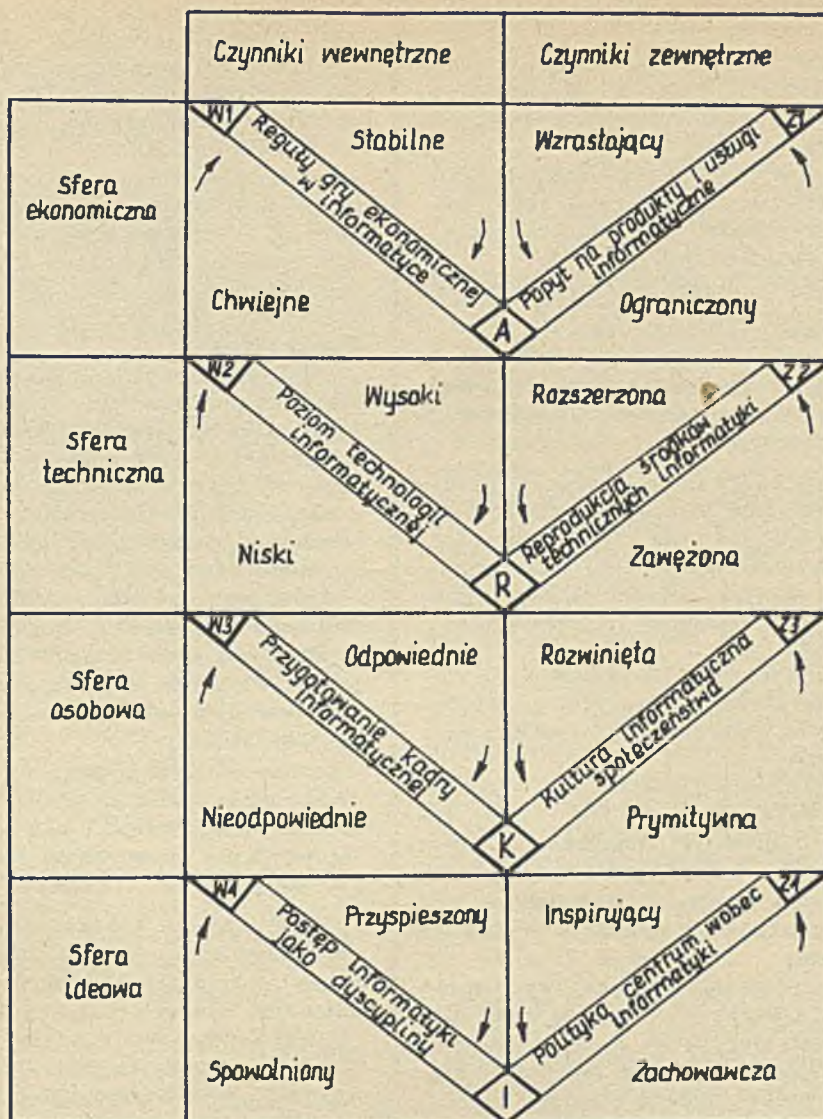 Czynniki wewnętrzne
Czynniki zewnętrzne
Sfera
ekonomiczna
W1
Reguły gry ekonomicznej
w informatyce
Stabilne
Chwiejne
Wzrastający
Popyt na produkty i usługi
informatyczne
Z1
Ograniczony
A
Sfera
techniczna
W2
Poziom technologii
informatycznej
Wysoki
Niski
Rozszerzona
Reprodukcja środków
technicznych informatyki
Z2
Zawężona
R
Sfera
osobowa
W3
Przygotowanie kadry
informatycznej
Odpowiednie
Nieodpowiednie
Rozwinięta
Kultura informatyczna
społeczeństwa
Z3
Prymitywna
K
Sfera
ideowa
W4
Postęp informatyki
jako dyscypliny
Przyspieszony
Spowolniony
Inspirujący
Polityka centrum wobec
informatyki
Zachowawcza
I